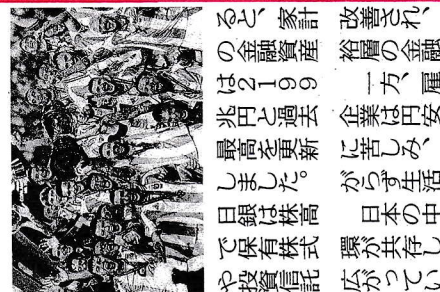 ると、家計
の金融資産
は2199
兆円と過去
最高を更新
しました。
日銀は株高
で保有株式
や投資信託
改善され、
裕層の金融
一方、雇
企業は円安
に苦しみ、
がらず生活
日本の中
環が共存し
広がってい